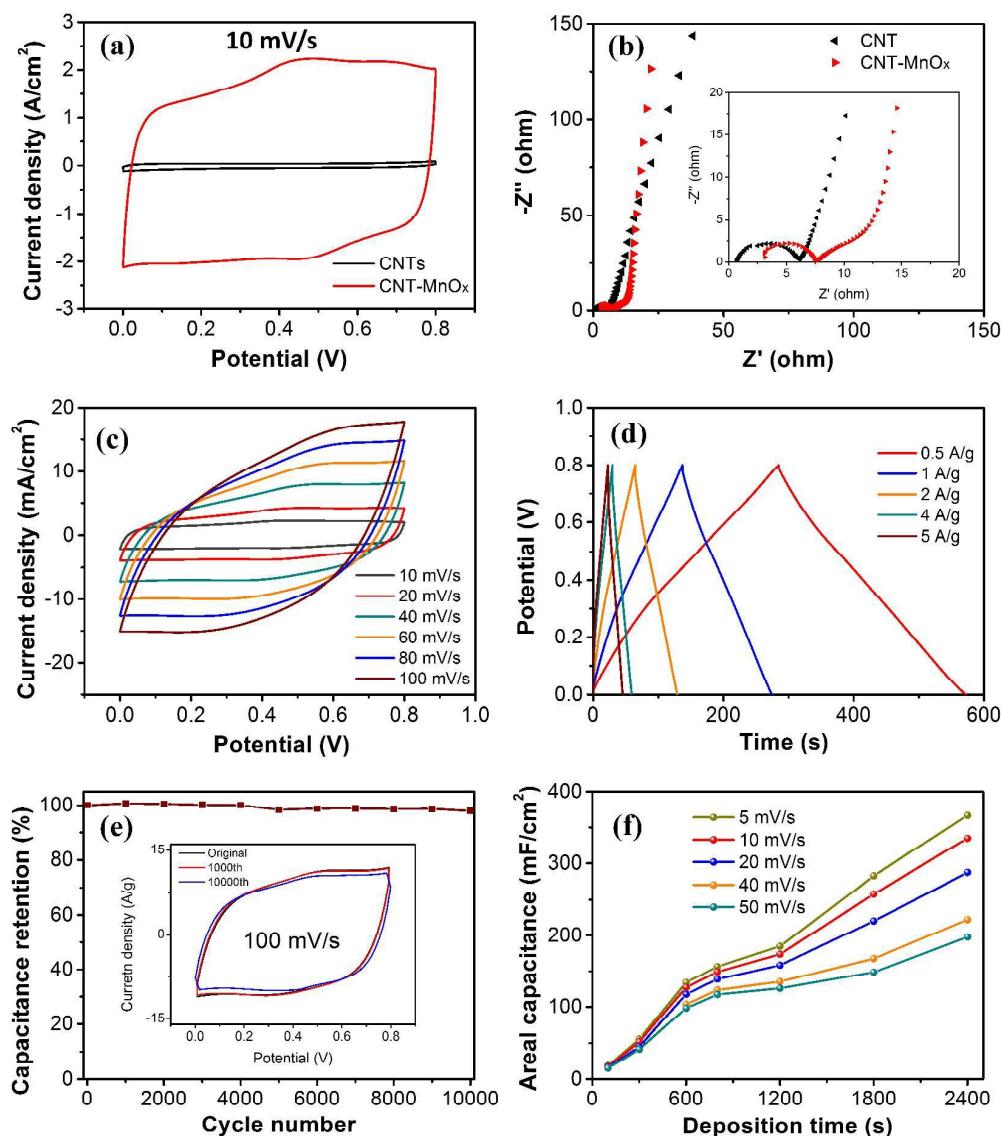 (a)
10 mV/s
Current density (A/cm²)
3
2
1
0
-1
-2
-3
CNTs
CNT-MnOx
0.0 0.2 0.4 0.6 0.8
Potential (V)
(b)
CNT
CNT-MnOx
-Z'' (ohm)
150
125
100
75
50
25
0
20
15
10
5
0
-Z'' (ohm)
0 5 10 15 20
Z' (ohm)
0 50 100 150
Z' (ohm)
(c)
Current density (mA/cm²)
20
10
0
-10
-20
10 mV/s
20 mV/s
40 mV/s
60 mV/s
80 mV/s
100 mV/s
0.0 0.2 0.4 0.6 0.8 1.0
Potential (V)
(d)
Potential (V)
1.0
0.8
0.6
0.4
0.2
0.0
0.5 A/g
1 A/g
2 A/g
4 A/g
5 A/g
0 200 400 600
Time (s)
(e)
Capacitance retention (%)
100
80
60
40
20
0
Curretn density (A/g)
15
0
-15
Original
1000th
10000th
100 mV/s
0.0 0.2 0.4 0.6 0.8
Potential (V)
0 2000 4000 6000 8000 10000
Cycle number
(f)
Areal capacitance (mF/cm²)
400
300
200
100
0
5 mV/s
10 mV/s
20 mV/s
40 mV/s
50 mV/s
0 600 1200 1800 2400
Deposition time (s)